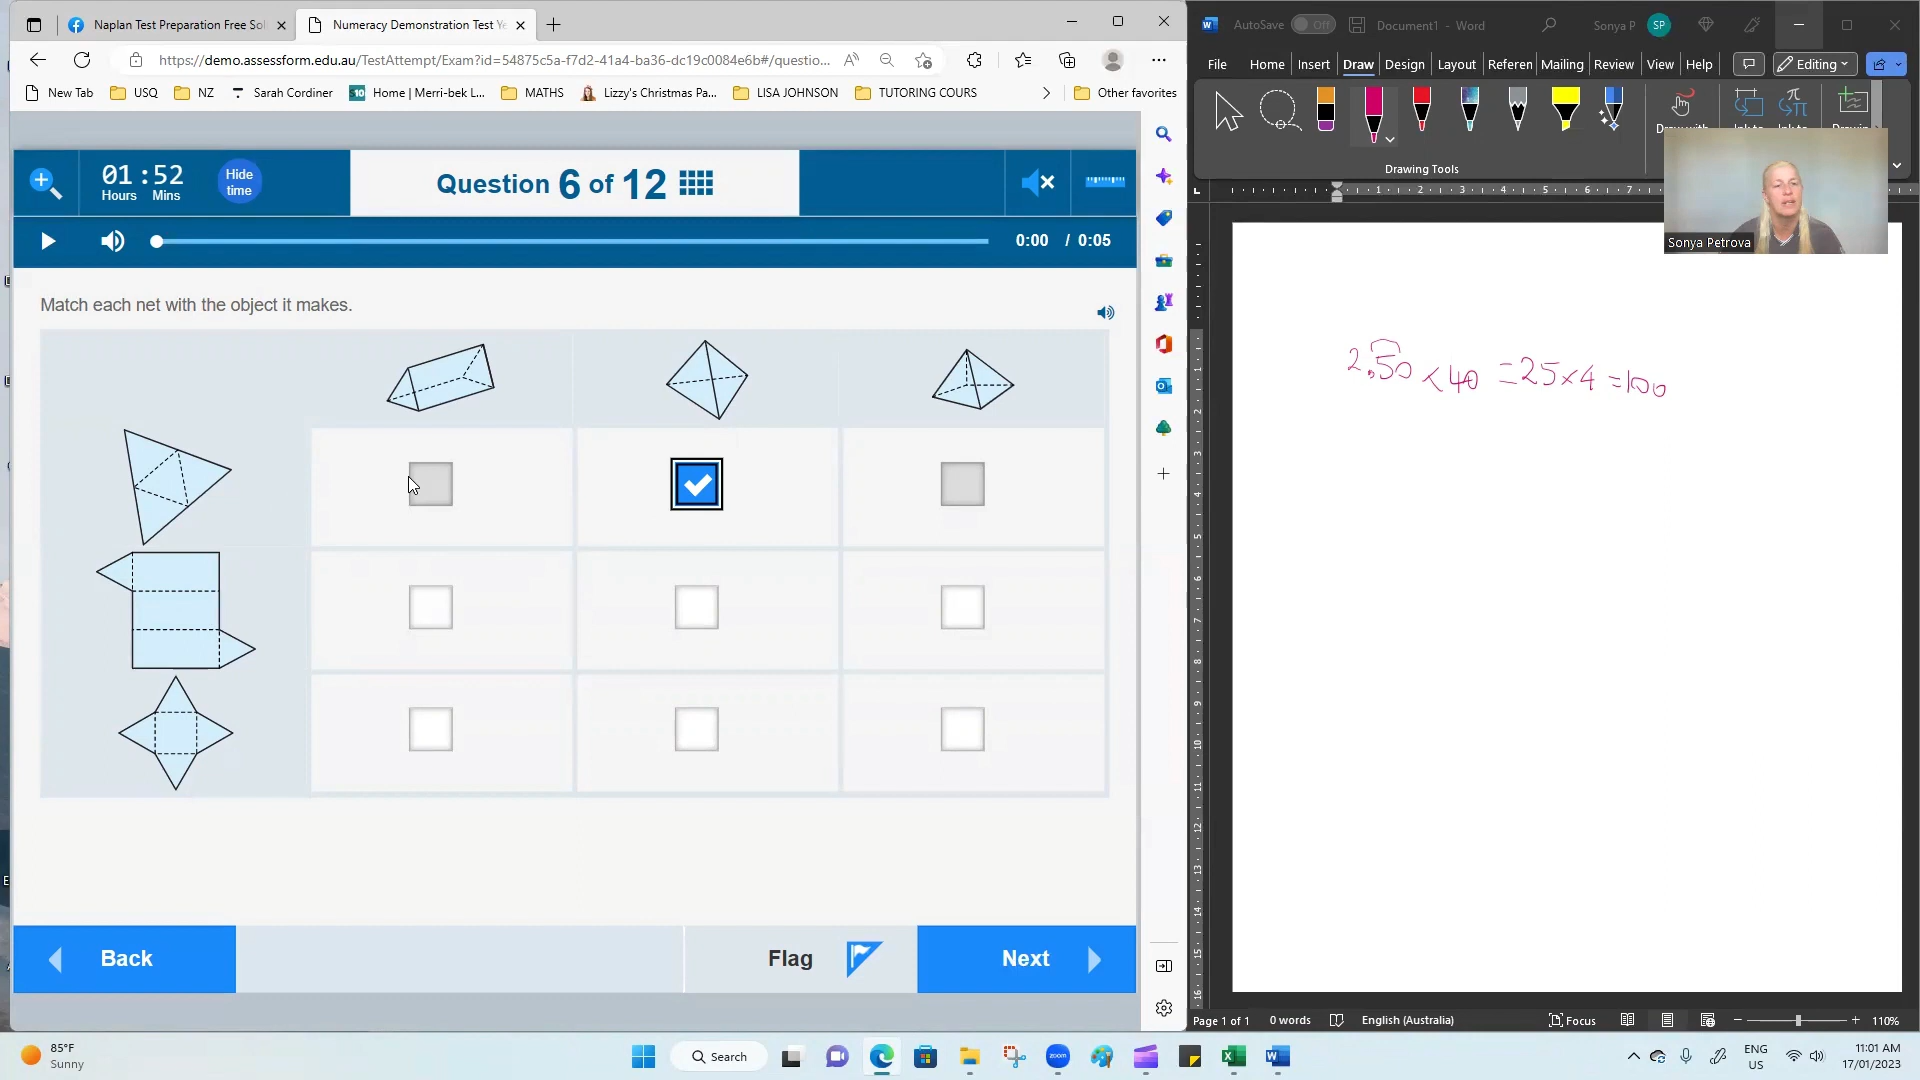 Naplan Test Preparation Free Sol
Numeracy Demonstration Test Ye
https://demo.assessform.edu.au/TestAttempt/Exam?id=54875c5a-f7d2-41a4-ba36-dc19c0084e6b#/questio...
New Tab
USQ
NZ
Sarah Cordiner
Home | Merri-bek L...
MATHS
Lizzy's Christmas Pa...
LISA JOHNSON
TUTORING COURS
Other favorites
01 : 52
Hours Mins
Hide time
Question 6 of 12
0:00 / 0:05
Match each net with the object it makes.
Back
Flag
Next
AutoSave Off
Document1 - Word
Sonya P
SP
File
Home
Insert
Draw
Design
Layout
Referen
Mailing
Review
View
Help
Editing
Drawing Tools
Sonya Petrova
2.50 × 40 = 25 × 4 = 100
Page 1 of 1
0 words
English (Australia)
Focus
110%
85°F
Sunny
Search
zoom
ENG
US
11:01 AM
17/01/2023